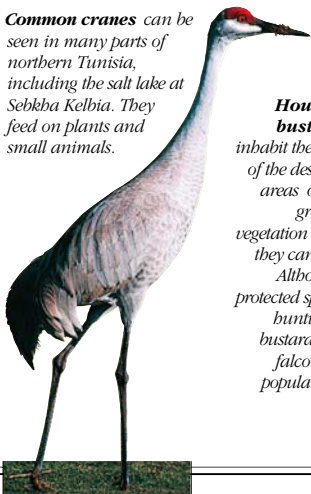 Common cranes can be
seen in many parts of
northern Tunisia,
including the salt lake at
Sebkha Kelbia. They
feed on plants and
small animals.
Hou
bust
inhabit the
of the des
areas o
gr
vegetation
they can
Altho
protected sp
hunti
bustard
falco
popula